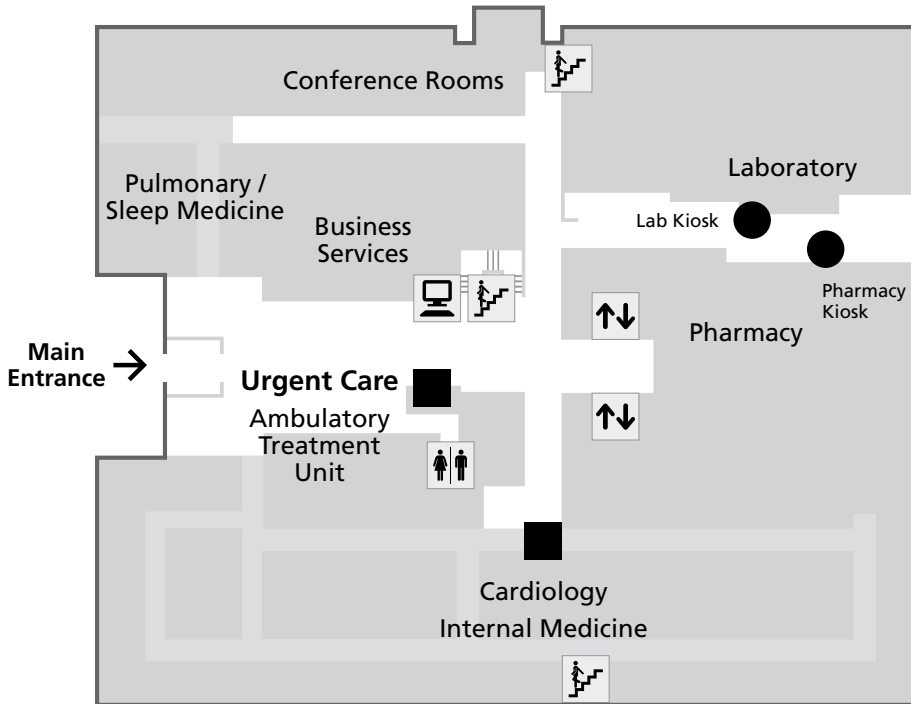 Conference Rooms
Laboratory
Pulmonary /
Sleep Medicine
Business
Services
Lab Kiosk
Pharmacy
Kiosk
Pharmacy
Main
Entrance
Urgent Care
Ambulatory
Treatment
Unit
Cardiology
Internal Medicine